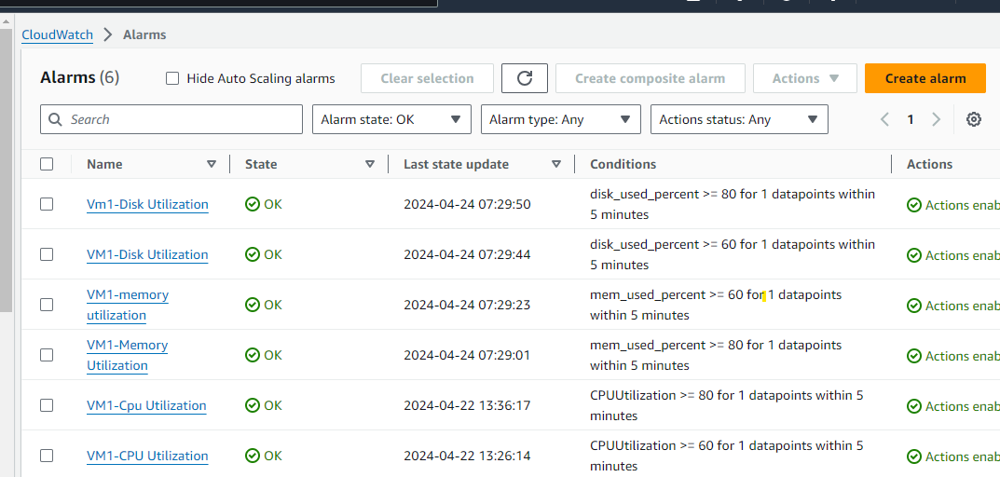 CloudWatch > Alarms
Alarms (6)
Hide Auto Scaling alarms
Clear selection
Create composite alarm
Actions
Create alarm
Search
Alarm state: OK
Alarm type: Any
Actions status: Any
1
Name State Last state update Conditions Actions
Vm1-Disk Utilization OK 2024-04-24 07:29:50 disk_used_percent >= 80 for 1 datapoints within
5 minutes
Actions enab
VM1-Disk Utilization OK 2024-04-24 07:29:44 disk_used_percent >= 60 for 1 datapoints within
5 minutes
Actions enab
VM1-memory
utilization
OK 2024-04-24 07:29:23 mem_used_percent >= 60 for 1 datapoints
within 5 minutes
Actions enab
VM1-Memory
Utilization
OK 2024-04-24 07:29:01 mem_used_percent >= 80 for 1 datapoints
within 5 minutes
Actions enab
VM1-Cpu Utilization OK 2024-04-22 13:36:17 CPUUtilization >= 80 for 1 datapoints within 5
minutes
Actions enab
VM1-CPU Utilization OK 2024-04-22 13:26:14 CPUUtilization >= 60 for 1 datapoints within 5
minutes
Actions enab